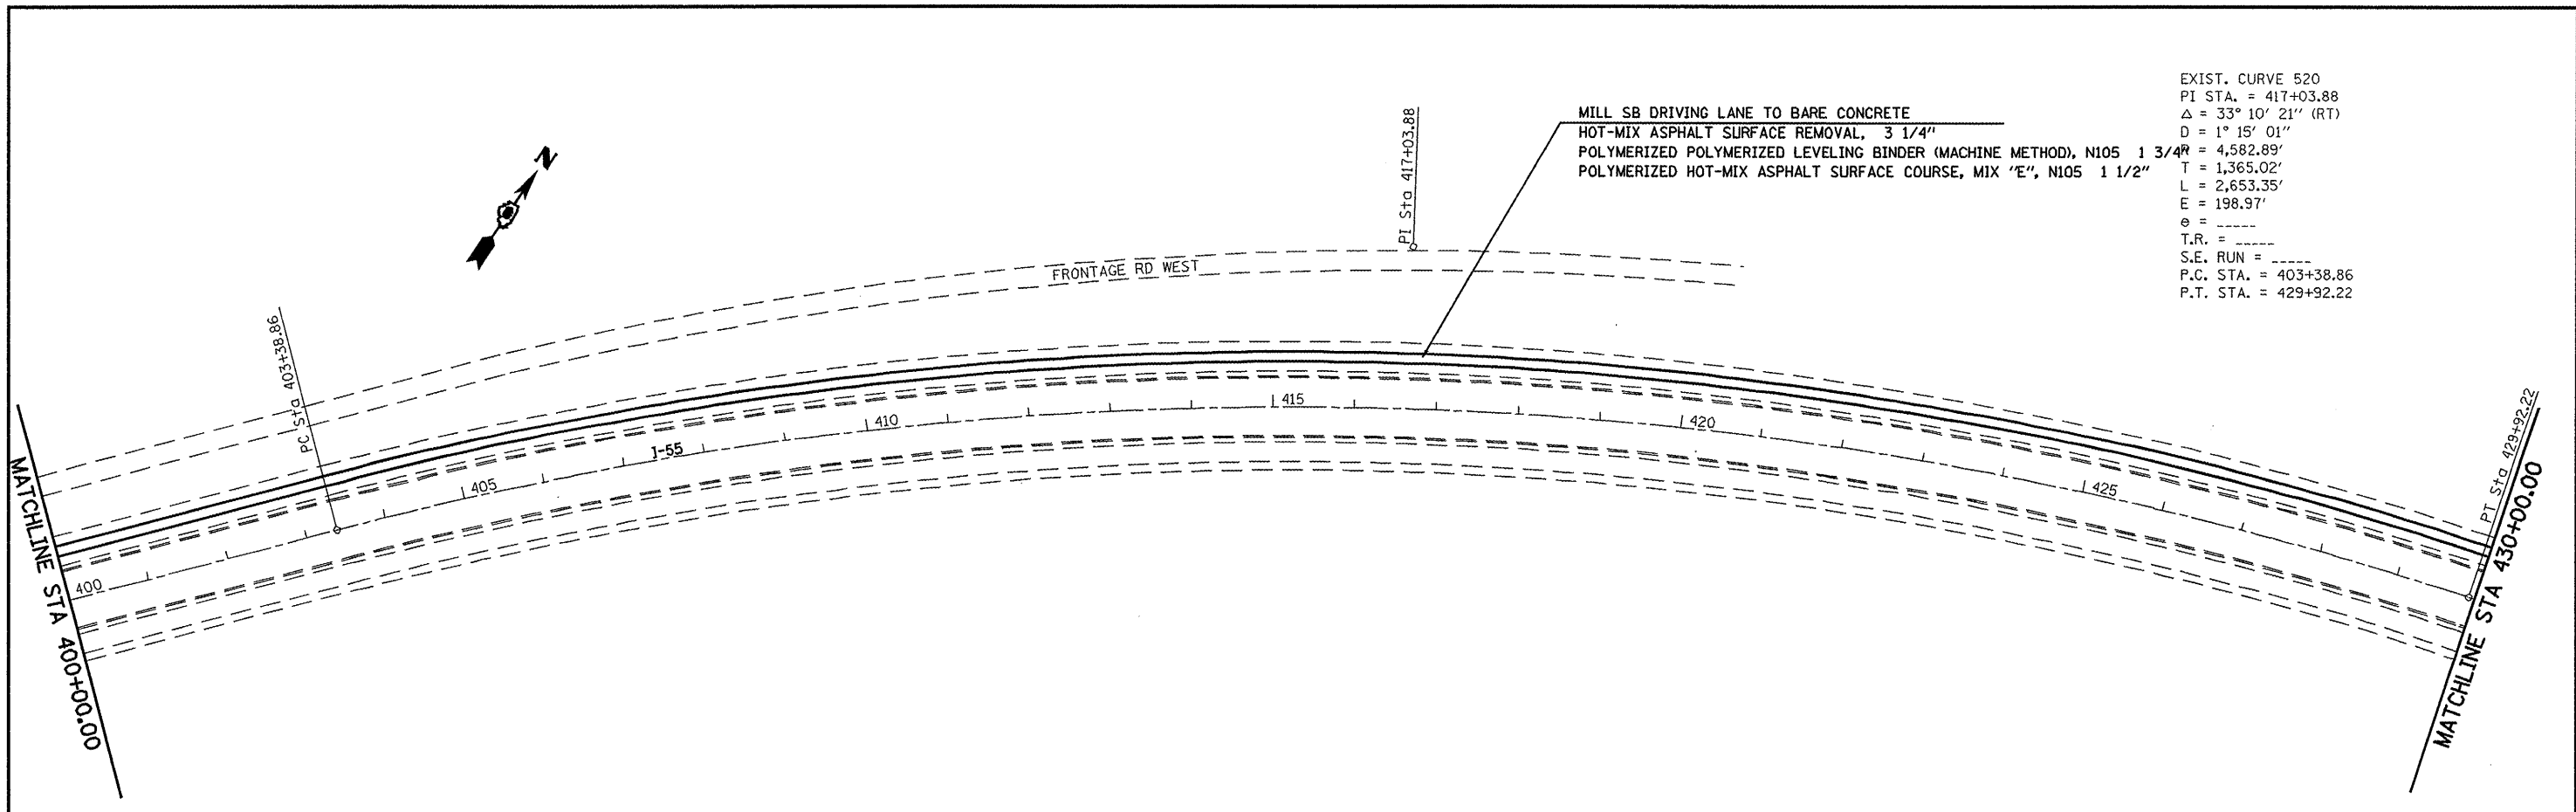 EXIST. CURVE 520
PI STA. = 417+03.88
Δ = 33° 10' 21" (RT)
D = 1° 15' 01"
R = 4,582.89'
T = 1,365.02'
L = 2,653.35'
E = 198.97'
e = _____
T.R. = _____
S.E. RUN = _____
P.C. STA. = 403+38.86
P.T. STA. = 429+92.22
MILL SB DRIVING LANE TO BARE CONCRETE
HOT-MIX ASPHALT SURFACE REMOVAL, 3 1/4"
POLYMERIZED POLYMERIZED LEVELING BINDER (MACHINE METHOD), N105 1 3/4"
POLYMERIZED HOT-MIX ASPHALT SURFACE COURSE, MIX "E", N105 1 1/2"
N
PI Sta 417+03.88
FRONTAGE RD WEST
PC Sta 403+38.86
PT Sta 429+92.22
I-55
400
405
410
415
420
425
MATCHLINE STA 400+00.00
MATCHLINE STA 430+00.00